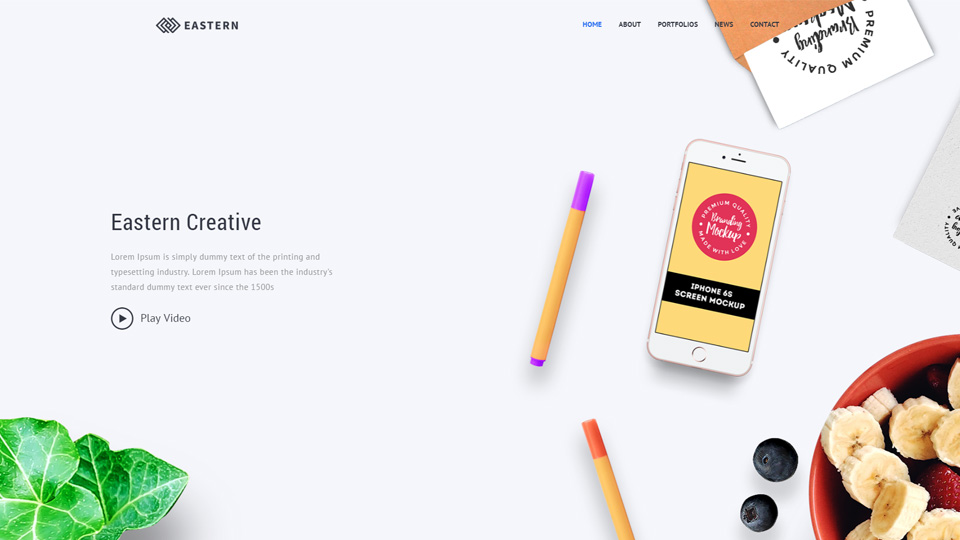 EASTERN
HOME ABOUT PORTFOLIOS NEWS CONTACT
Branding
Mockup
PREMIUM QUALITY
PREMIUM QUALITY
Branding
Mockup
MADE WITH LOVE
IPHONE 6S
SCREEN MOCKUP
Eastern Creative
Lorem Ipsum is simply dummy text of the printing and
typesetting industry. Lorem Ipsum has been the industry's
standard dummy text ever since the 1500s
Play Video